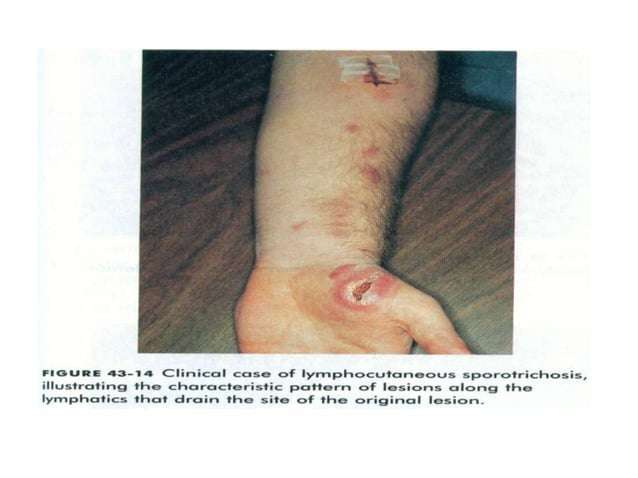 FIGURE 43-14 Clinical case of lymphocutaneous sporotrichosis,
illustrating the characteristic pattern of lesions along the
lymphatics that drain the site of the original lesion.